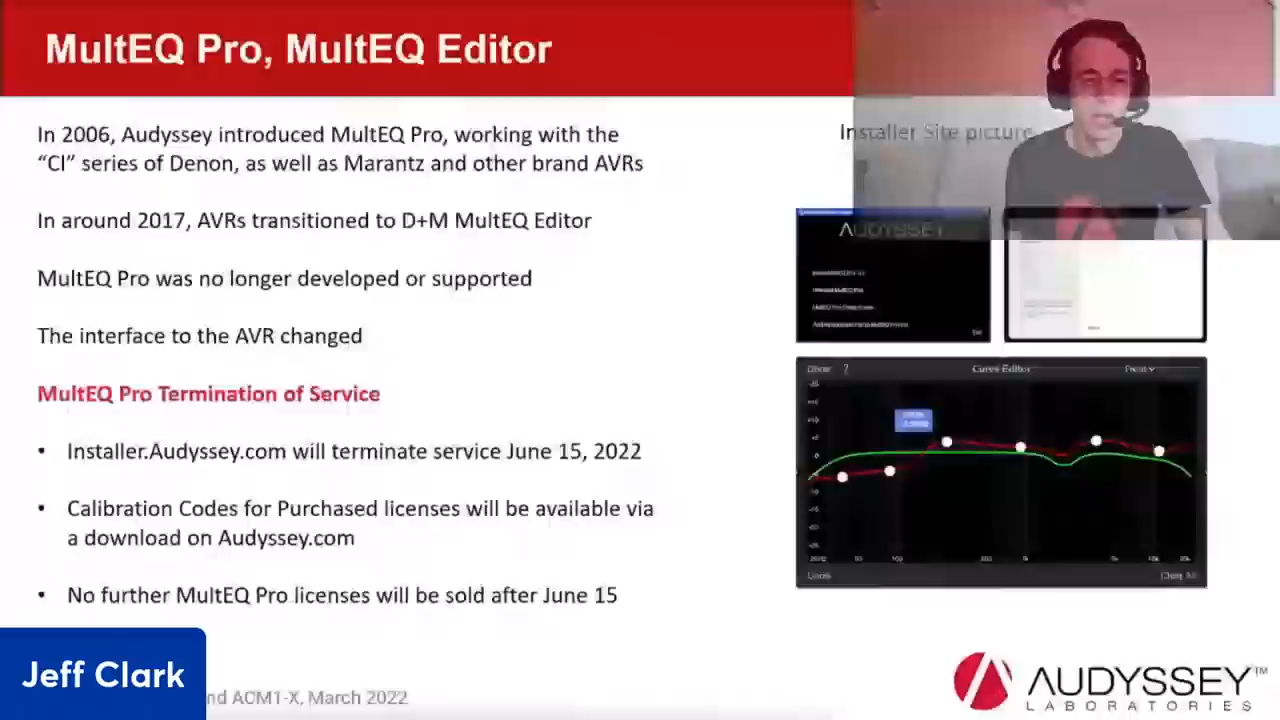 MultEQ Pro, MultEQ Editor
In 2006, Audyssey introduced MultEQ Pro, working with the
“CI” series of Denon, as well as Marantz and other brand AVRs
In around 2017, AVRs transitioned to D+M MultEQ Editor
MultEQ Pro was no longer developed or supported
The interface to the AVR changed
MultEQ Pro Termination of Service
• Installer.Audyssey.com will terminate service June 15, 2022
• Calibration Codes for Purchased licenses will be available via
a download on Audyssey.com
• No further MultEQ Pro licenses will be sold after June 15
Installer Site picture
AUDYSSEY
Curve Editor
Jeff Clark
nd ACM1-X, March 2022
AUDYSSEY™
LABORATORIES